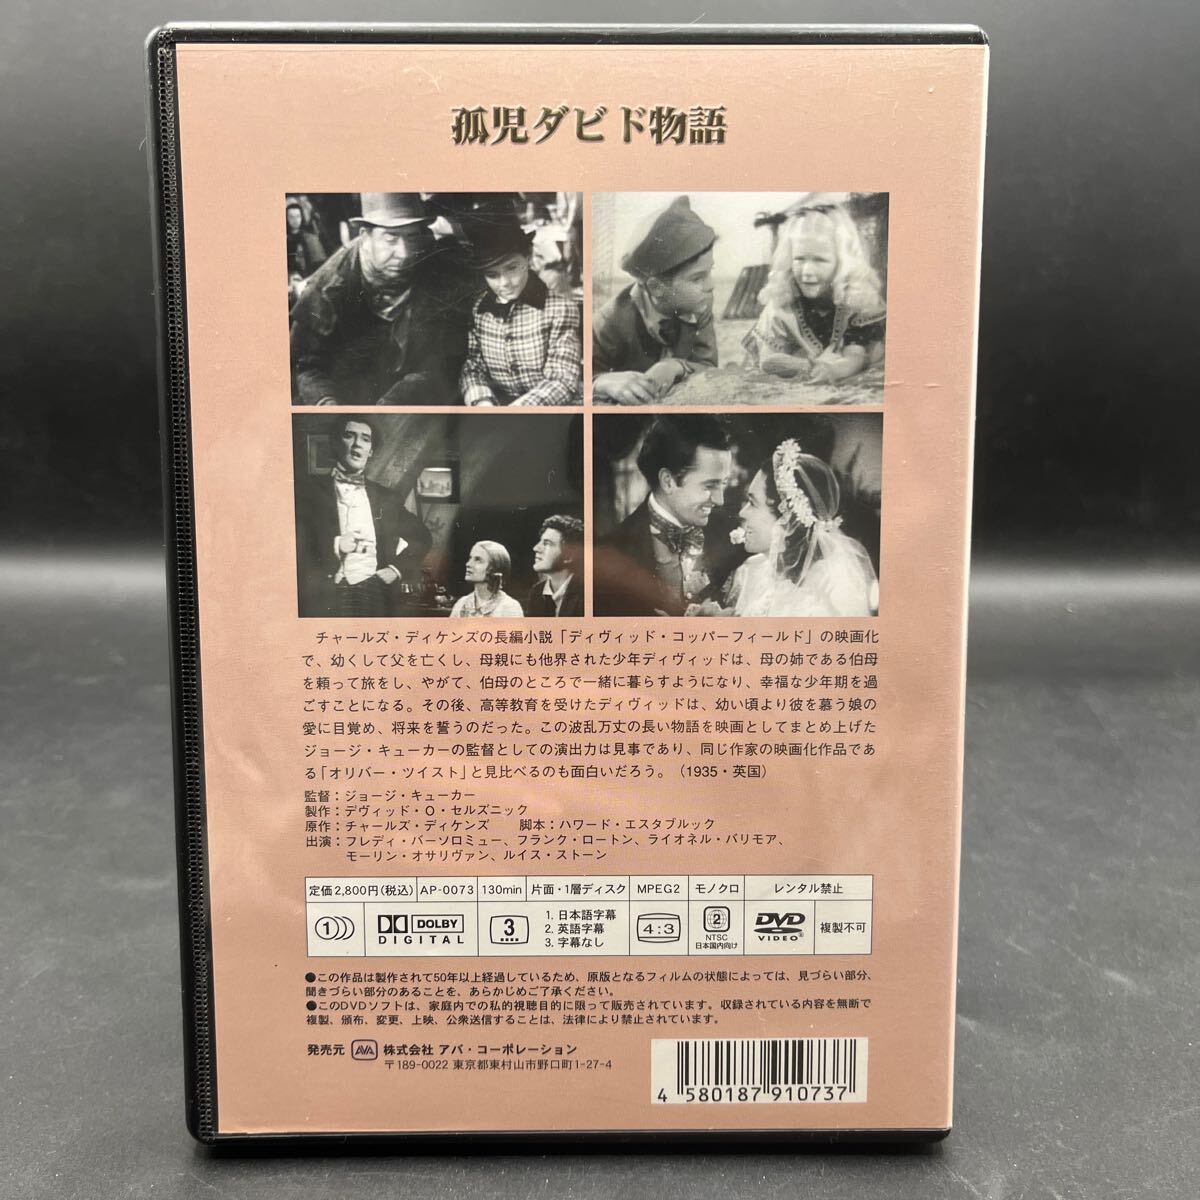 孤児ダビド物語
チャールズ・ディケンズの長編小説「ディヴィッド・コッパーフィールド」の映画化
で、幼くして父を亡くし、母親にも他界された少年ディヴィッドは、母の姉である伯母
を頼って旅をし、やがて、伯母のところで一緒に暮らすようになり、幸福な少年期を過
ごすことになる。その後、高等教育を受けたディヴィッドは、幼い頃より彼を慕う娘の
愛に目覚め、将来を誓うのだった。この波乱万丈の長い物語を映画としてまとめ上げた
ジョージ・キューカーの監督としての演出力は見事であり、同じ作家の映画化作品であ
る「オリバー・ツイスト」と見比べるのも面白いだろう。（1935・英国）
監督：ジョージ・キューカー
製作：デヴィッド・O・セルズニック
原作：チャールズ・ディケンズ　　脚本：ハワード・エスタブルック
出演：フレディ・バーソロミュー、フランク・ロートン、ライオネル・バリモア、
モーリン・オサリヴァン、ルイス・ストーン
定価2,800円(税込) AP-0073 130min 片面・1層ディスク MPEG2 モノクロ レンタル禁止
1 DOLBY DIGITAL 3 1. 日本語字幕 2. 英語字幕 3. 字幕なし 4:3 2 NTSC 日本国内向け DVD VIDEO 複製不可
●この作品は製作されて50年以上経過しているため、原版となるフィルムの状態によっては、見づらい部分、
聞きづらい部分のあることを、あらかじめご了承ください。
●このDVDソフトは、家庭内での私的視聴目的に限って販売されています。収録されている内容を無断で
複製、頒布、変更、上映、公衆送信することは、法律により禁止されています。
発売元 AVA 株式会社 アバ・コーポレーション
〒189-0022 東京都東村山市野口町1-27-4
4 580187 910737